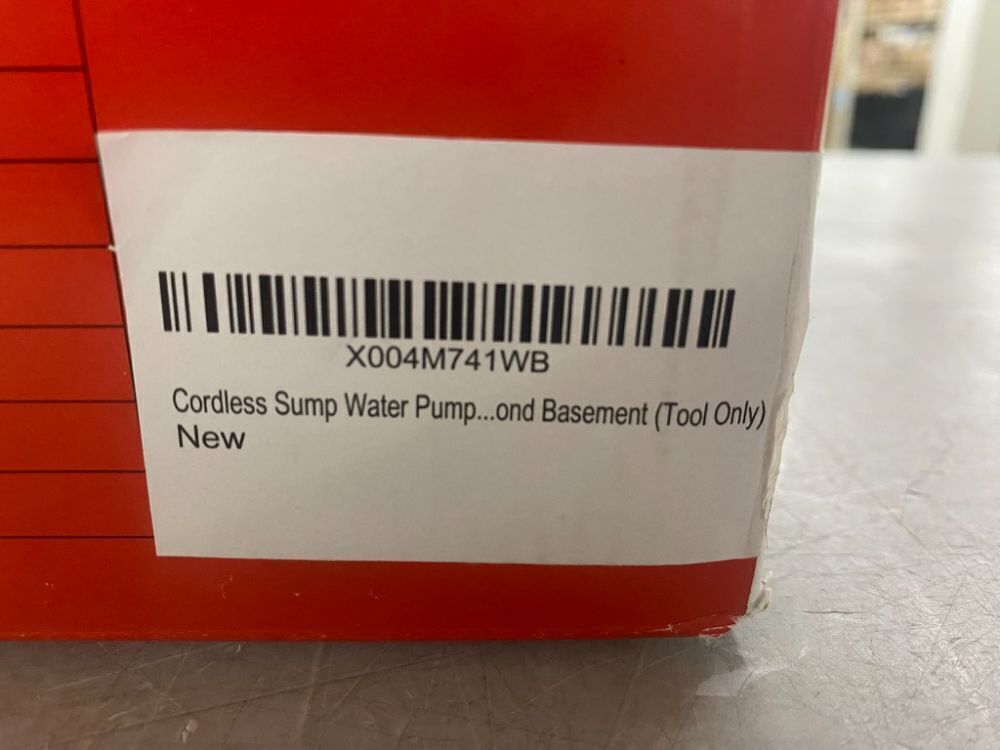 X004M741WB
Cordless Sump Water Pump...ond Basement (Tool Only)
New